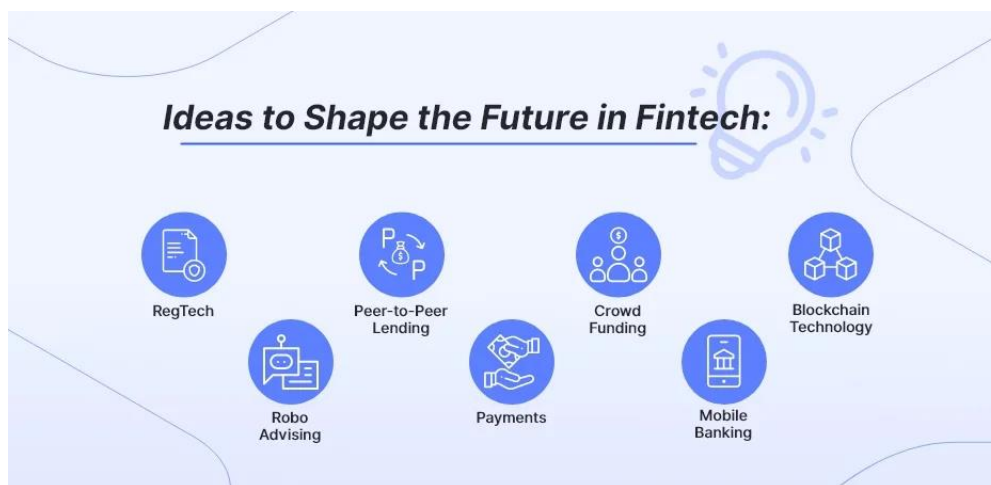 Ideas to Shape the Future in Fintech:
RegTech
Peer-to-Peer
Lending
Crowd
Funding
Blockchain
Technology
Robo
Advising
Payments
Mobile
Banking